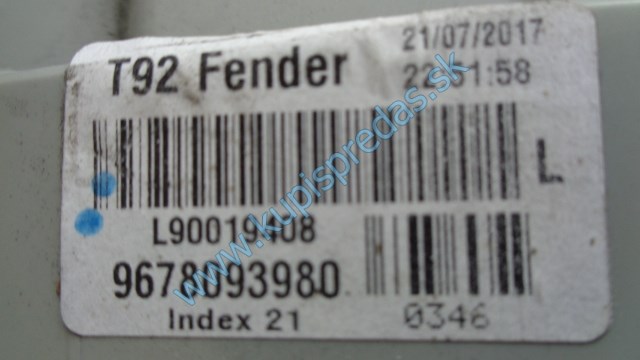 21/07/2017
T92 Fender
L
L90019408
9678093980
Index 21
0346
www.kupispredas.sk